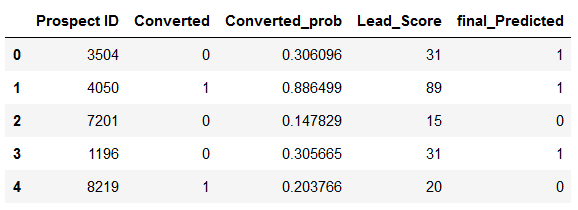 Prospect ID Converted Converted_prob Lead_Score final_Predicted
0 3504 0 0.306096 31 1
1 4050 1 0.886499 89 1
2 7201 0 0.147829 15 0
3 1196 0 0.305665 31 1
4 8219 1 0.203766 20 0